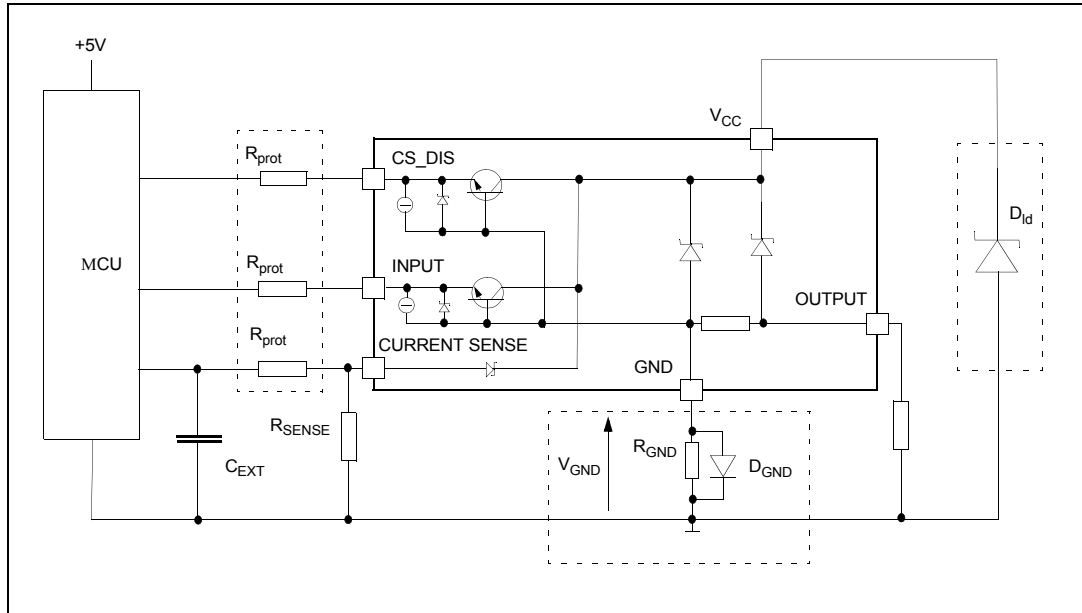 +5V
VCC
Rprot
CS_DIS
Dld
MCU
Rprot
INPUT
OUTPUT
Rprot
CURRENT SENSE
GND
RSENSE
CEXT
VGND
RGND
DGND